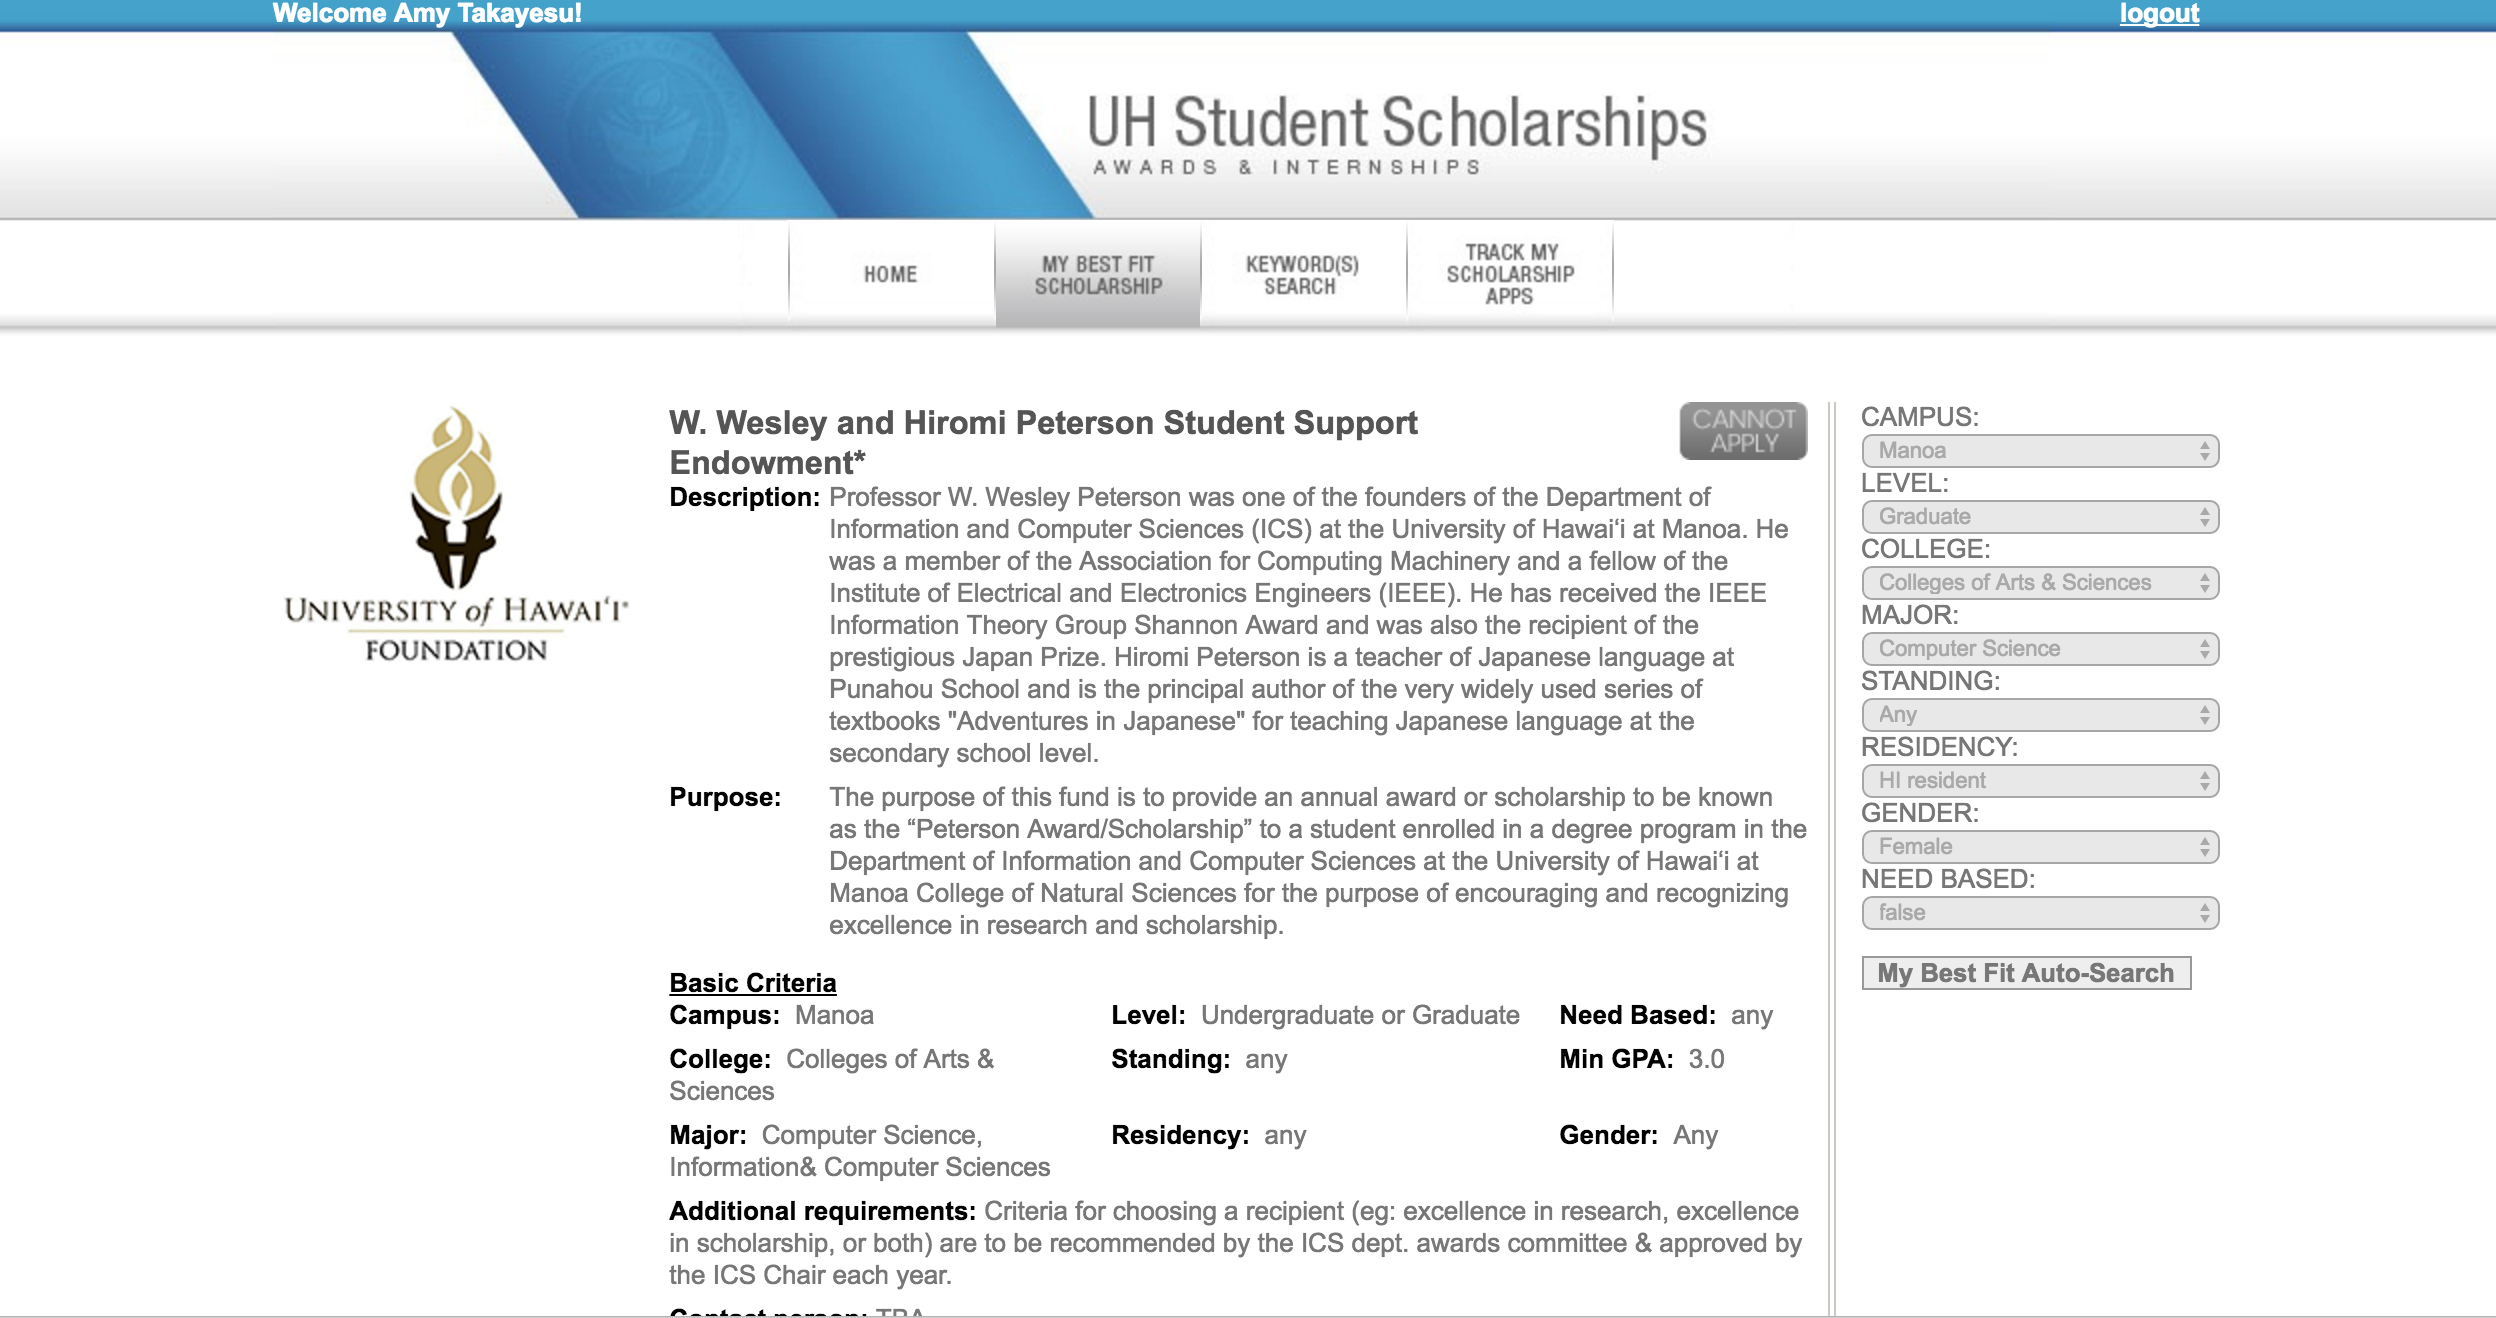 Welcome Amy Takayesu!
logout
UH Student Scholarships
AWARDS & INTERNSHIPS
HOME
MY BEST FIT
SCHOLARSHIP
KEYWORD(S)
SEARCH
TRACK MY
SCHOLARSHIP
APPS
UNIVERSITY of HAWAI‘I
FOUNDATION
W. Wesley and Hiromi Peterson Student Support
Endowment*
CANNOT
APPLY
Description: Professor W. Wesley Peterson was one of the founders of the Department of
Information and Computer Sciences (ICS) at the University of Hawai‘i at Manoa. He
was a member of the Association for Computing Machinery and a fellow of the
Institute of Electrical and Electronics Engineers (IEEE). He has received the IEEE
Information Theory Group Shannon Award and was also the recipient of the
prestigious Japan Prize. Hiromi Peterson is a teacher of Japanese language at
Punahou School and is the principal author of the very widely used series of
textbooks "Adventures in Japanese" for teaching Japanese language at the
secondary school level.
Purpose: The purpose of this fund is to provide an annual award or scholarship to be known
as the “Peterson Award/Scholarship” to a student enrolled in a degree program in the
Department of Information and Computer Sciences at the University of Hawai‘i at
Manoa College of Natural Sciences for the purpose of encouraging and recognizing
excellence in research and scholarship.
Basic Criteria
Campus: Manoa Level: Undergraduate or Graduate Need Based: any
College: Colleges of Arts & Standing: any Min GPA: 3.0
Sciences
Major: Computer Science, Residency: any Gender: Any
Information& Computer Sciences
Additional requirements: Criteria for choosing a recipient (eg: excellence in research, excellence
in scholarship, or both) are to be recommended by the ICS dept. awards committee & approved by
the ICS Chair each year.
Contact person: TBA
CAMPUS:
Manoa
LEVEL:
Graduate
COLLEGE:
Colleges of Arts & Sciences
MAJOR:
Computer Science
STANDING:
Any
RESIDENCY:
HI resident
GENDER:
Female
NEED BASED:
false
My Best Fit Auto-Search